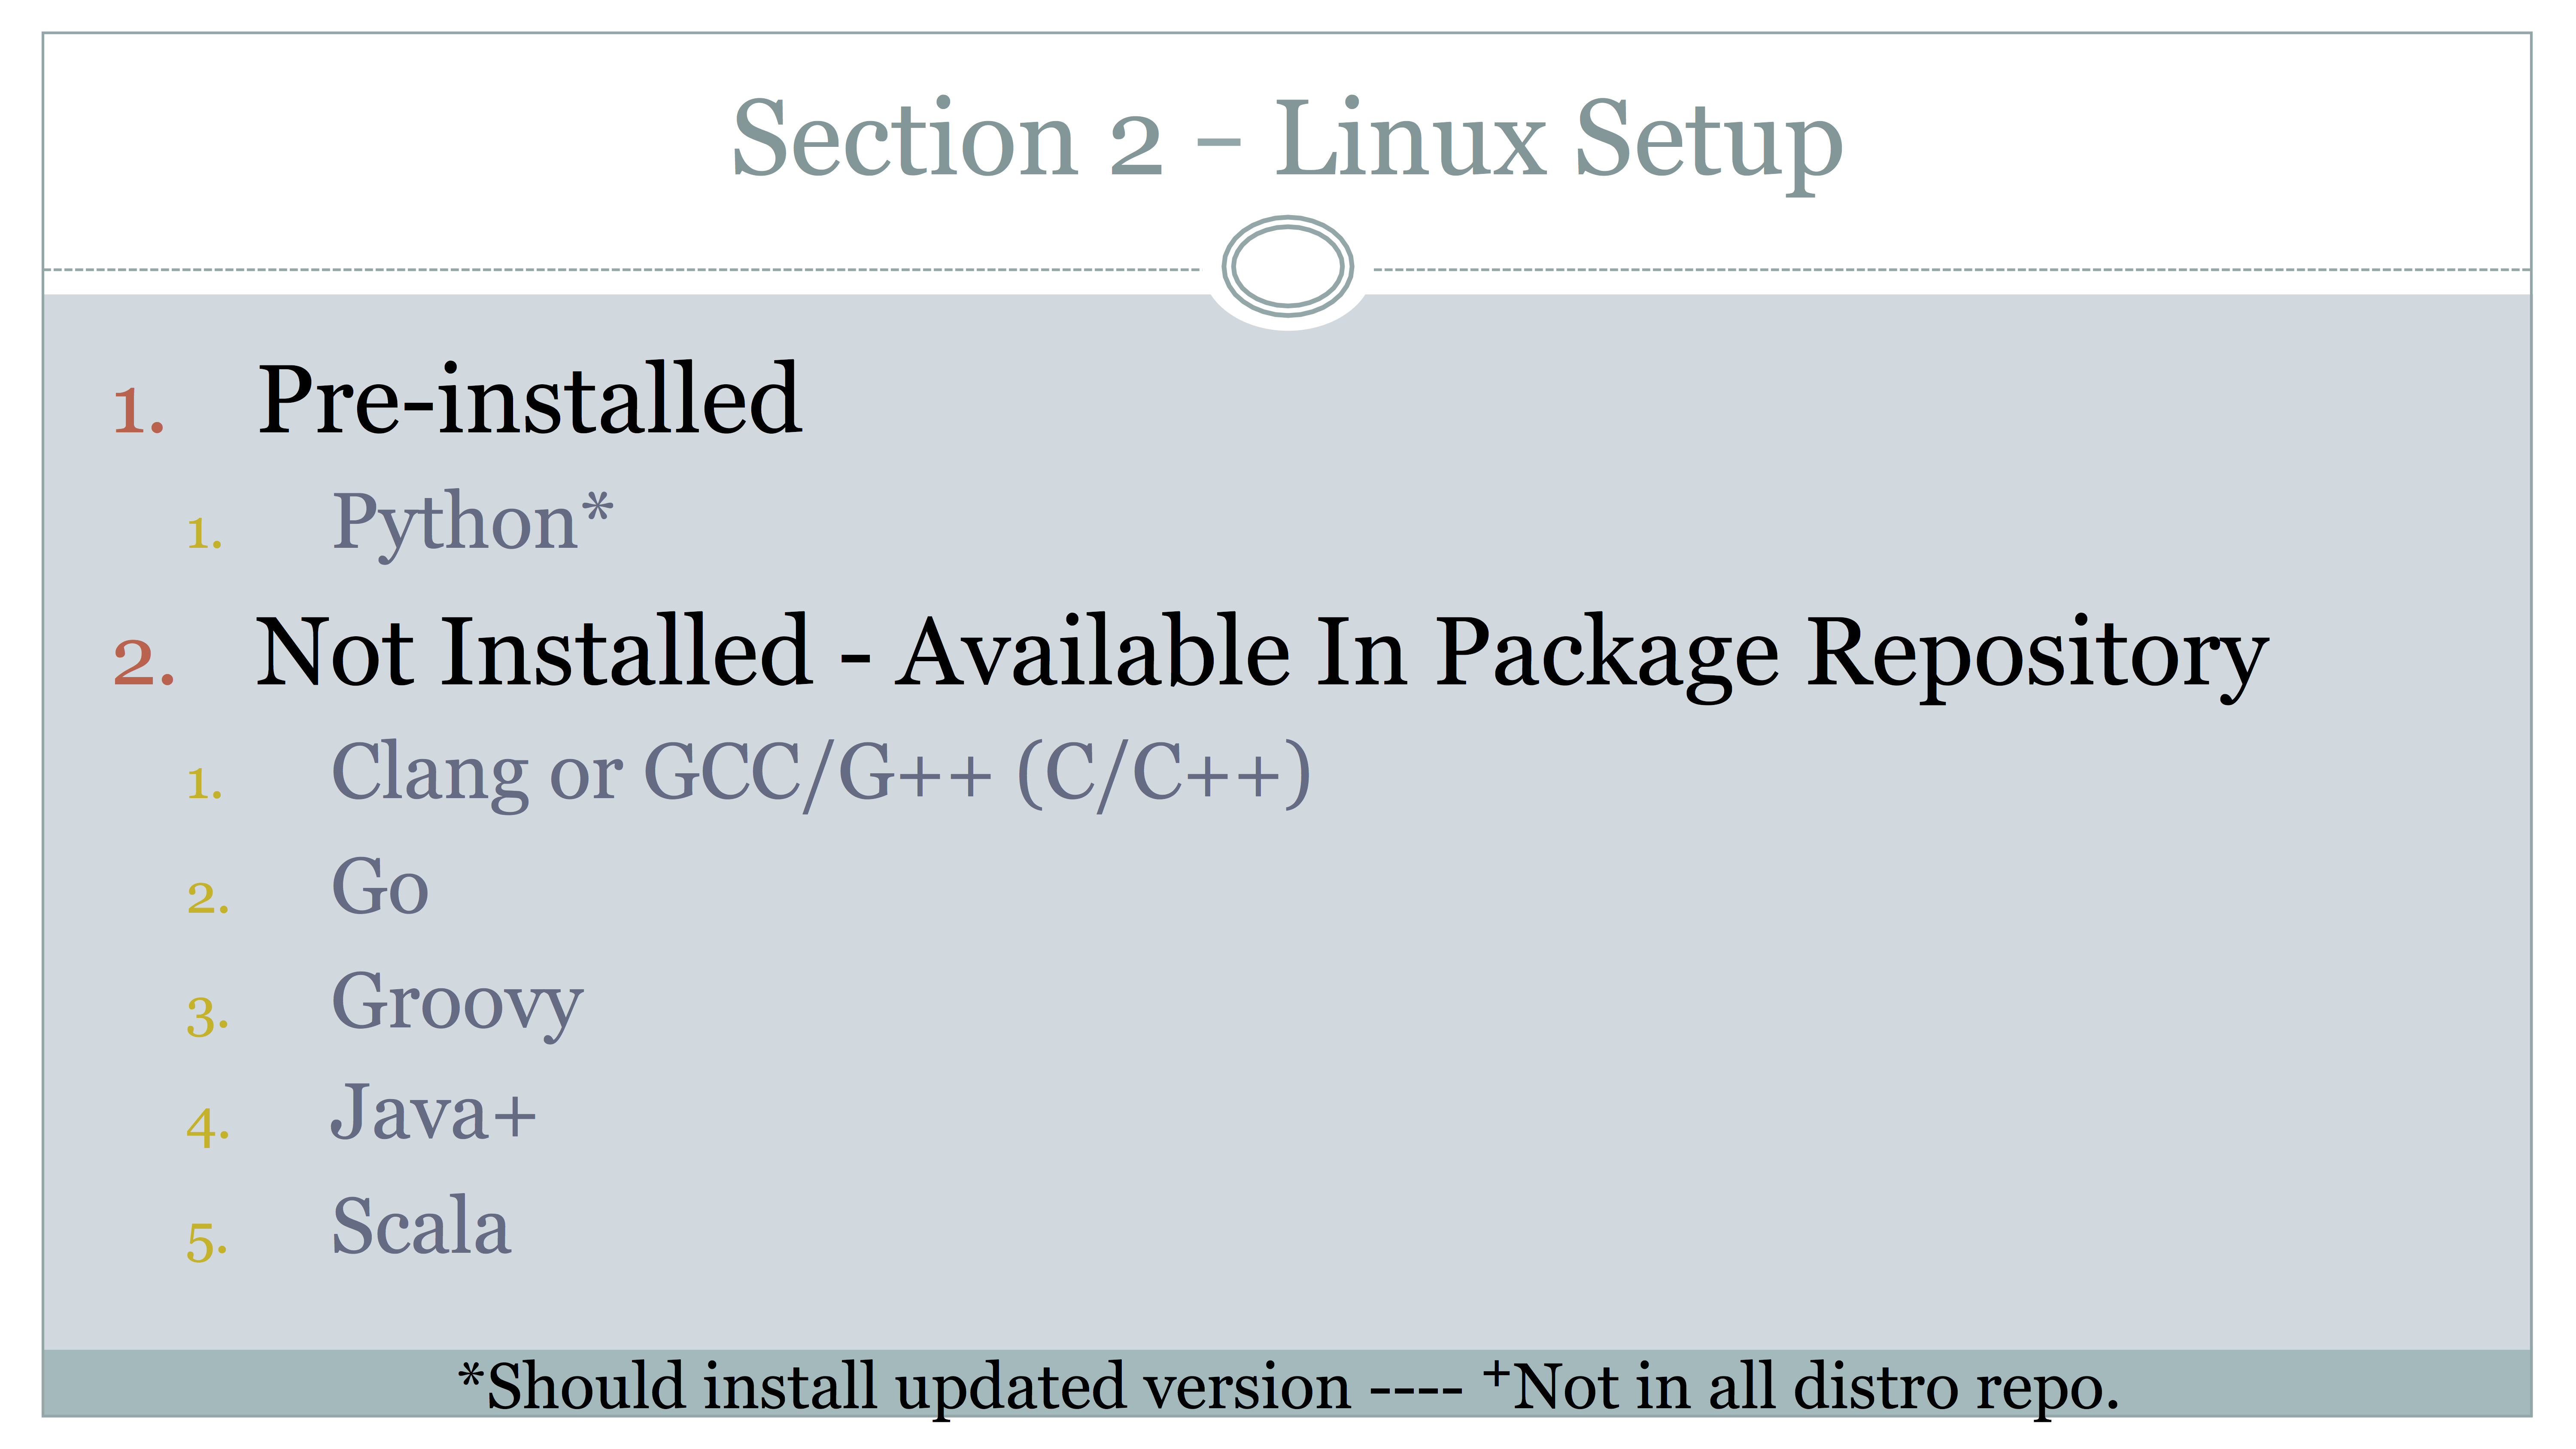 Section 2 – Linux Setup
1. Pre-installed
1. Python*
2. Not Installed - Available In Package Repository
1. Clang or GCC/G++ (C/C++)
2. Go
3. Groovy
4. Java+
5. Scala
*Should install updated version ---- ⁺Not in all distro repo.